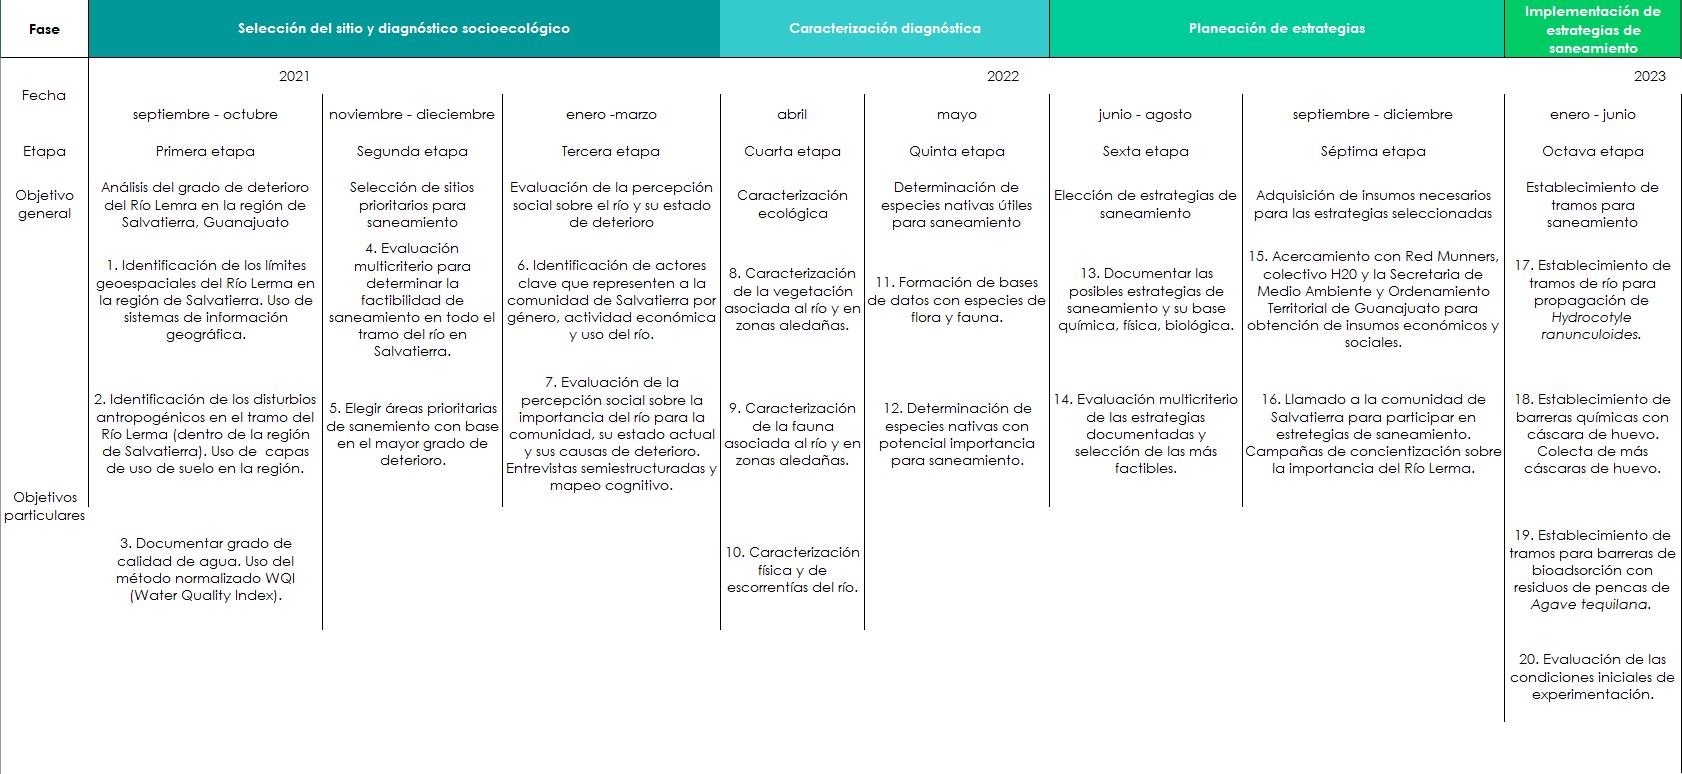 Fase
Selección del sitio y diagnóstico socioecológico
Caracterización diagnóstica
Planeación de estrategias
Implementación de
estrategias de
saneamiento
Fecha
2021
2022
2023
septiembre - octubre
noviembre - dieciembre
enero -marzo
abril
mayo
junio - agosto
septiembre - diciembre
enero - junio
Etapa
Primera etapa
Segunda etapa
Tercera etapa
Cuarta etapa
Quinta etapa
Sexta etapa
Séptima etapa
Octava etapa
Objetivo
general
Análisis del grado de deterioro
del Río Lemra en la región de
Salvatierra, Guanajuato
Selección de sitios
prioritarios para
saneamiento
Evaluación de la percepción
social sobre el río y su estado
de deterioro
Caracterización
ecológica
Determinación de
especies nativas útiles
para saneamiento
Elección de estrategias de
saneamiento
Adquisición de insumos necesarios
para las estrategias seleccionadas
Establecimiento de
tramos para
saneamiento
Objetivos
particulares
1. Identificación de los límites
geoespaciales del Río Lerma en
la región de Salvatierra. Uso de
sistemas de información
geográfica.
4. Evaluación
multicriterio para
determinar la
factibilidad de
saneamiento en todo el
tramo del río en
Salvatierra.
6. Identificación de actores
clave que representen a la
comunidad de Salvatierra por
género, actividad económica
y uso del río.
8. Caracterización
de la vegetación
asociada al río y en
zonas aledañas.
11. Formación de bases
de datos con especies de
flora y fauna.
13. Documentar las
posibles estrategias de
saneamiento y su base
química, física, biológica.
15. Acercamiento con Red Munners,
colectivo H20 y la Secretaria de
Medio Ambiente y Ordenamiento
Territorial de Guanajuato para
obtención de insumos económicos y
sociales.
17. Establecimiento de
tramos de río para
propagación de
Hydrocotyle
ranunculoides.
2. Identificación de los disturbios
antropogénicos en el tramo del
Río Lerma (dentro de la región
de Salvatierra). Uso de capas
de uso de suelo en la región.
5. Elegir áreas prioritarias
de sanemiento con base
en el mayor grado de
deterioro.
7. Evaluación de la
percepción social sobre la
importancia del río para la
comunidad, su estado actual
y sus causas de deterioro.
Entrevistas semiestructuradas y
mapeo cognitivo.
9. Caracterización
de la fauna
asociada al río y en
zonas aledañas.
12. Determinación de
especies nativas con
potencial importancia
para saneamiento.
14. Evaluación multicriterio
de las estrategias
documentadas y
selección de las más
factibles.
16. Llamado a la comunidad de
Salvatierra para participar en
estretegias de saneamiento.
Campañas de concientización sobre
la importancia del Río Lerma.
18. Establecimiento de
barreras químicas con
cáscara de huevo.
Colecta de más
cáscaras de huevo.
3. Documentar grado de
calidad de agua. Uso del
método normalizado WQI
(Water Quality Index).
10. Caracterización
física y de
escorrentías del río.
19. Establecimiento de
tramos para barreras de
bioadsorción con
residuos de pencas de
Agave tequilana.
20. Evaluación de las
condiciones iniciales de
experimentación.